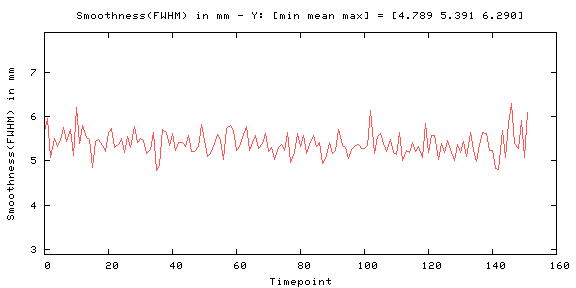 Smoothness(FWHM) in mm - Y: [min mean max] = [4.789 5.391 6.290]
7
6
5
4
3
Smoothness(FWHM) in mm
0 20 40 60 80 100 120 140 160
Timepoint